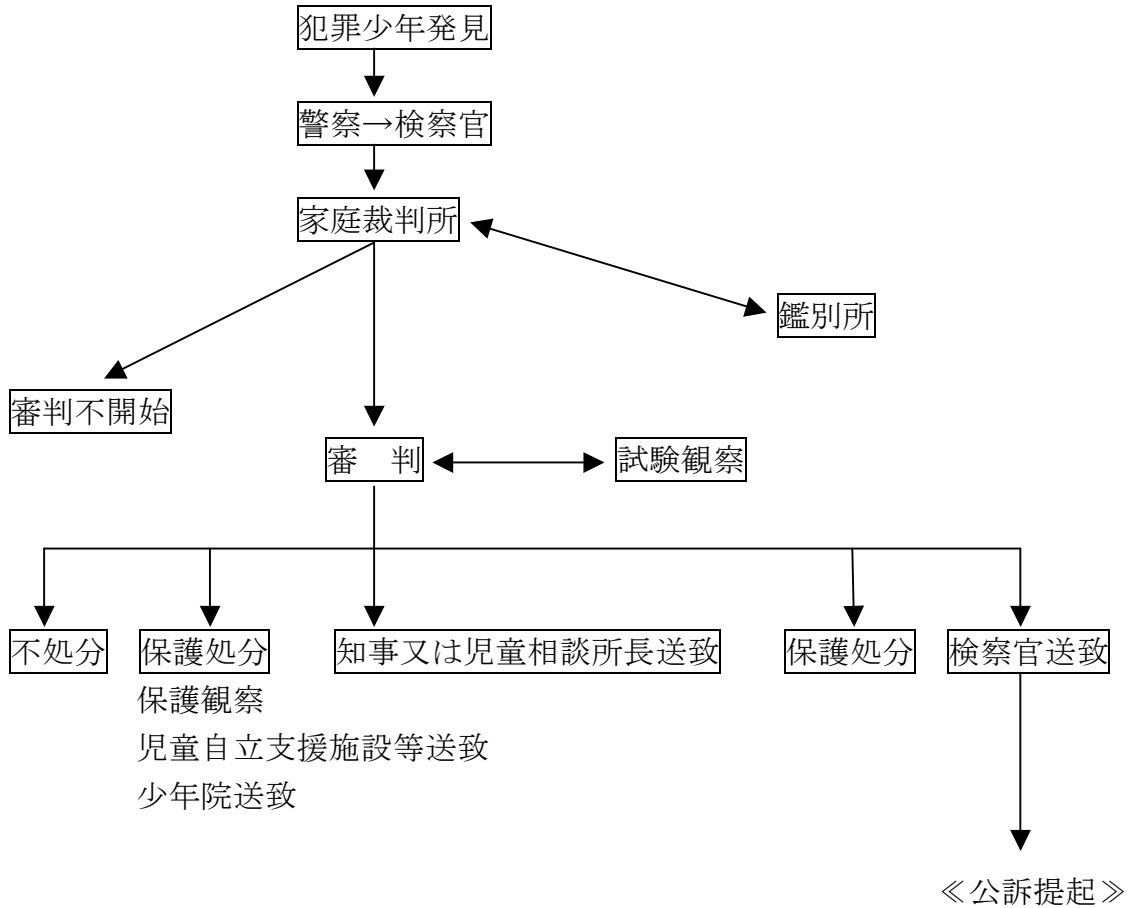 犯罪少年発見
警察→検察官
家庭裁判所
鑑別所
審判不開始
審　判
試験観察
不処分
保護処分
保護観察
児童自立支援施設等送致
少年院送致
知事又は児童相談所長送致
保護処分
検察官送致
≪公訴提起≫